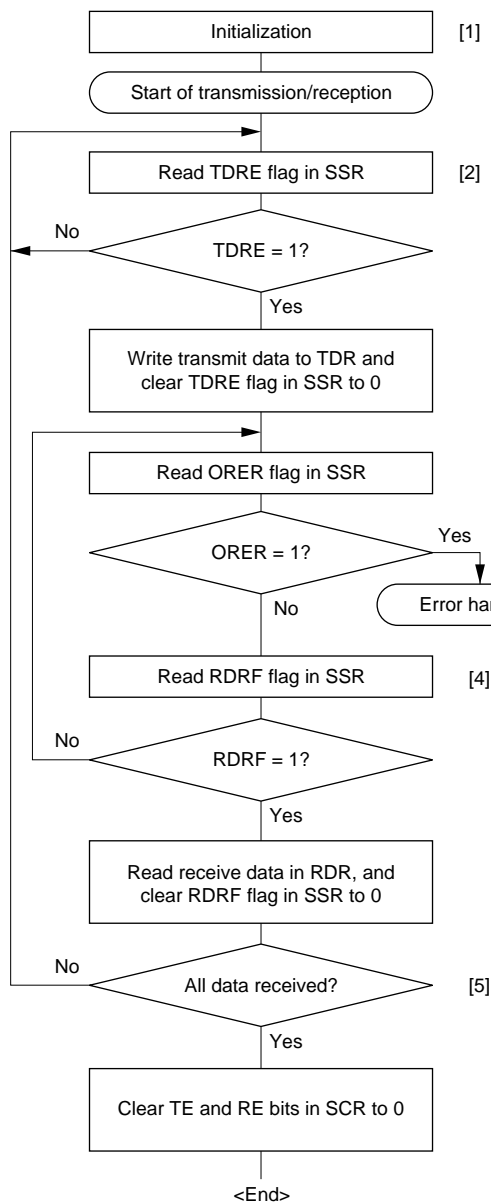 Initialization
[1]
Start of transmission/reception
Read TDRE flag in SSR
[2]
No
TDRE = 1?
Yes
Write transmit data to TDR and
clear TDRE flag in SSR to 0
Read ORER flag in SSR
Yes
ORER = 1?
No
Error har
Read RDRF flag in SSR
[4]
No
RDRF = 1?
Yes
Read receive data in RDR, and
clear RDRF flag in SSR to 0
No
All data received?
[5]
Yes
Clear TE and RE bits in SCR to 0
<End>